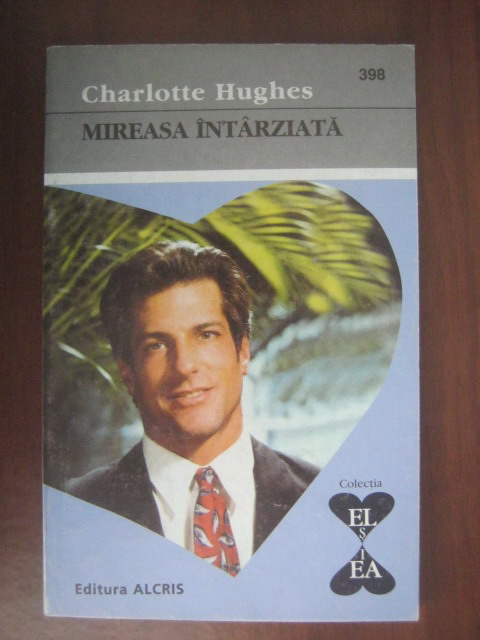 398
Charlotte Hughes
MIREASA ÎNTÂRZIATĂ
Colecția
EL
ȘI
EA
Editura ALCRIS